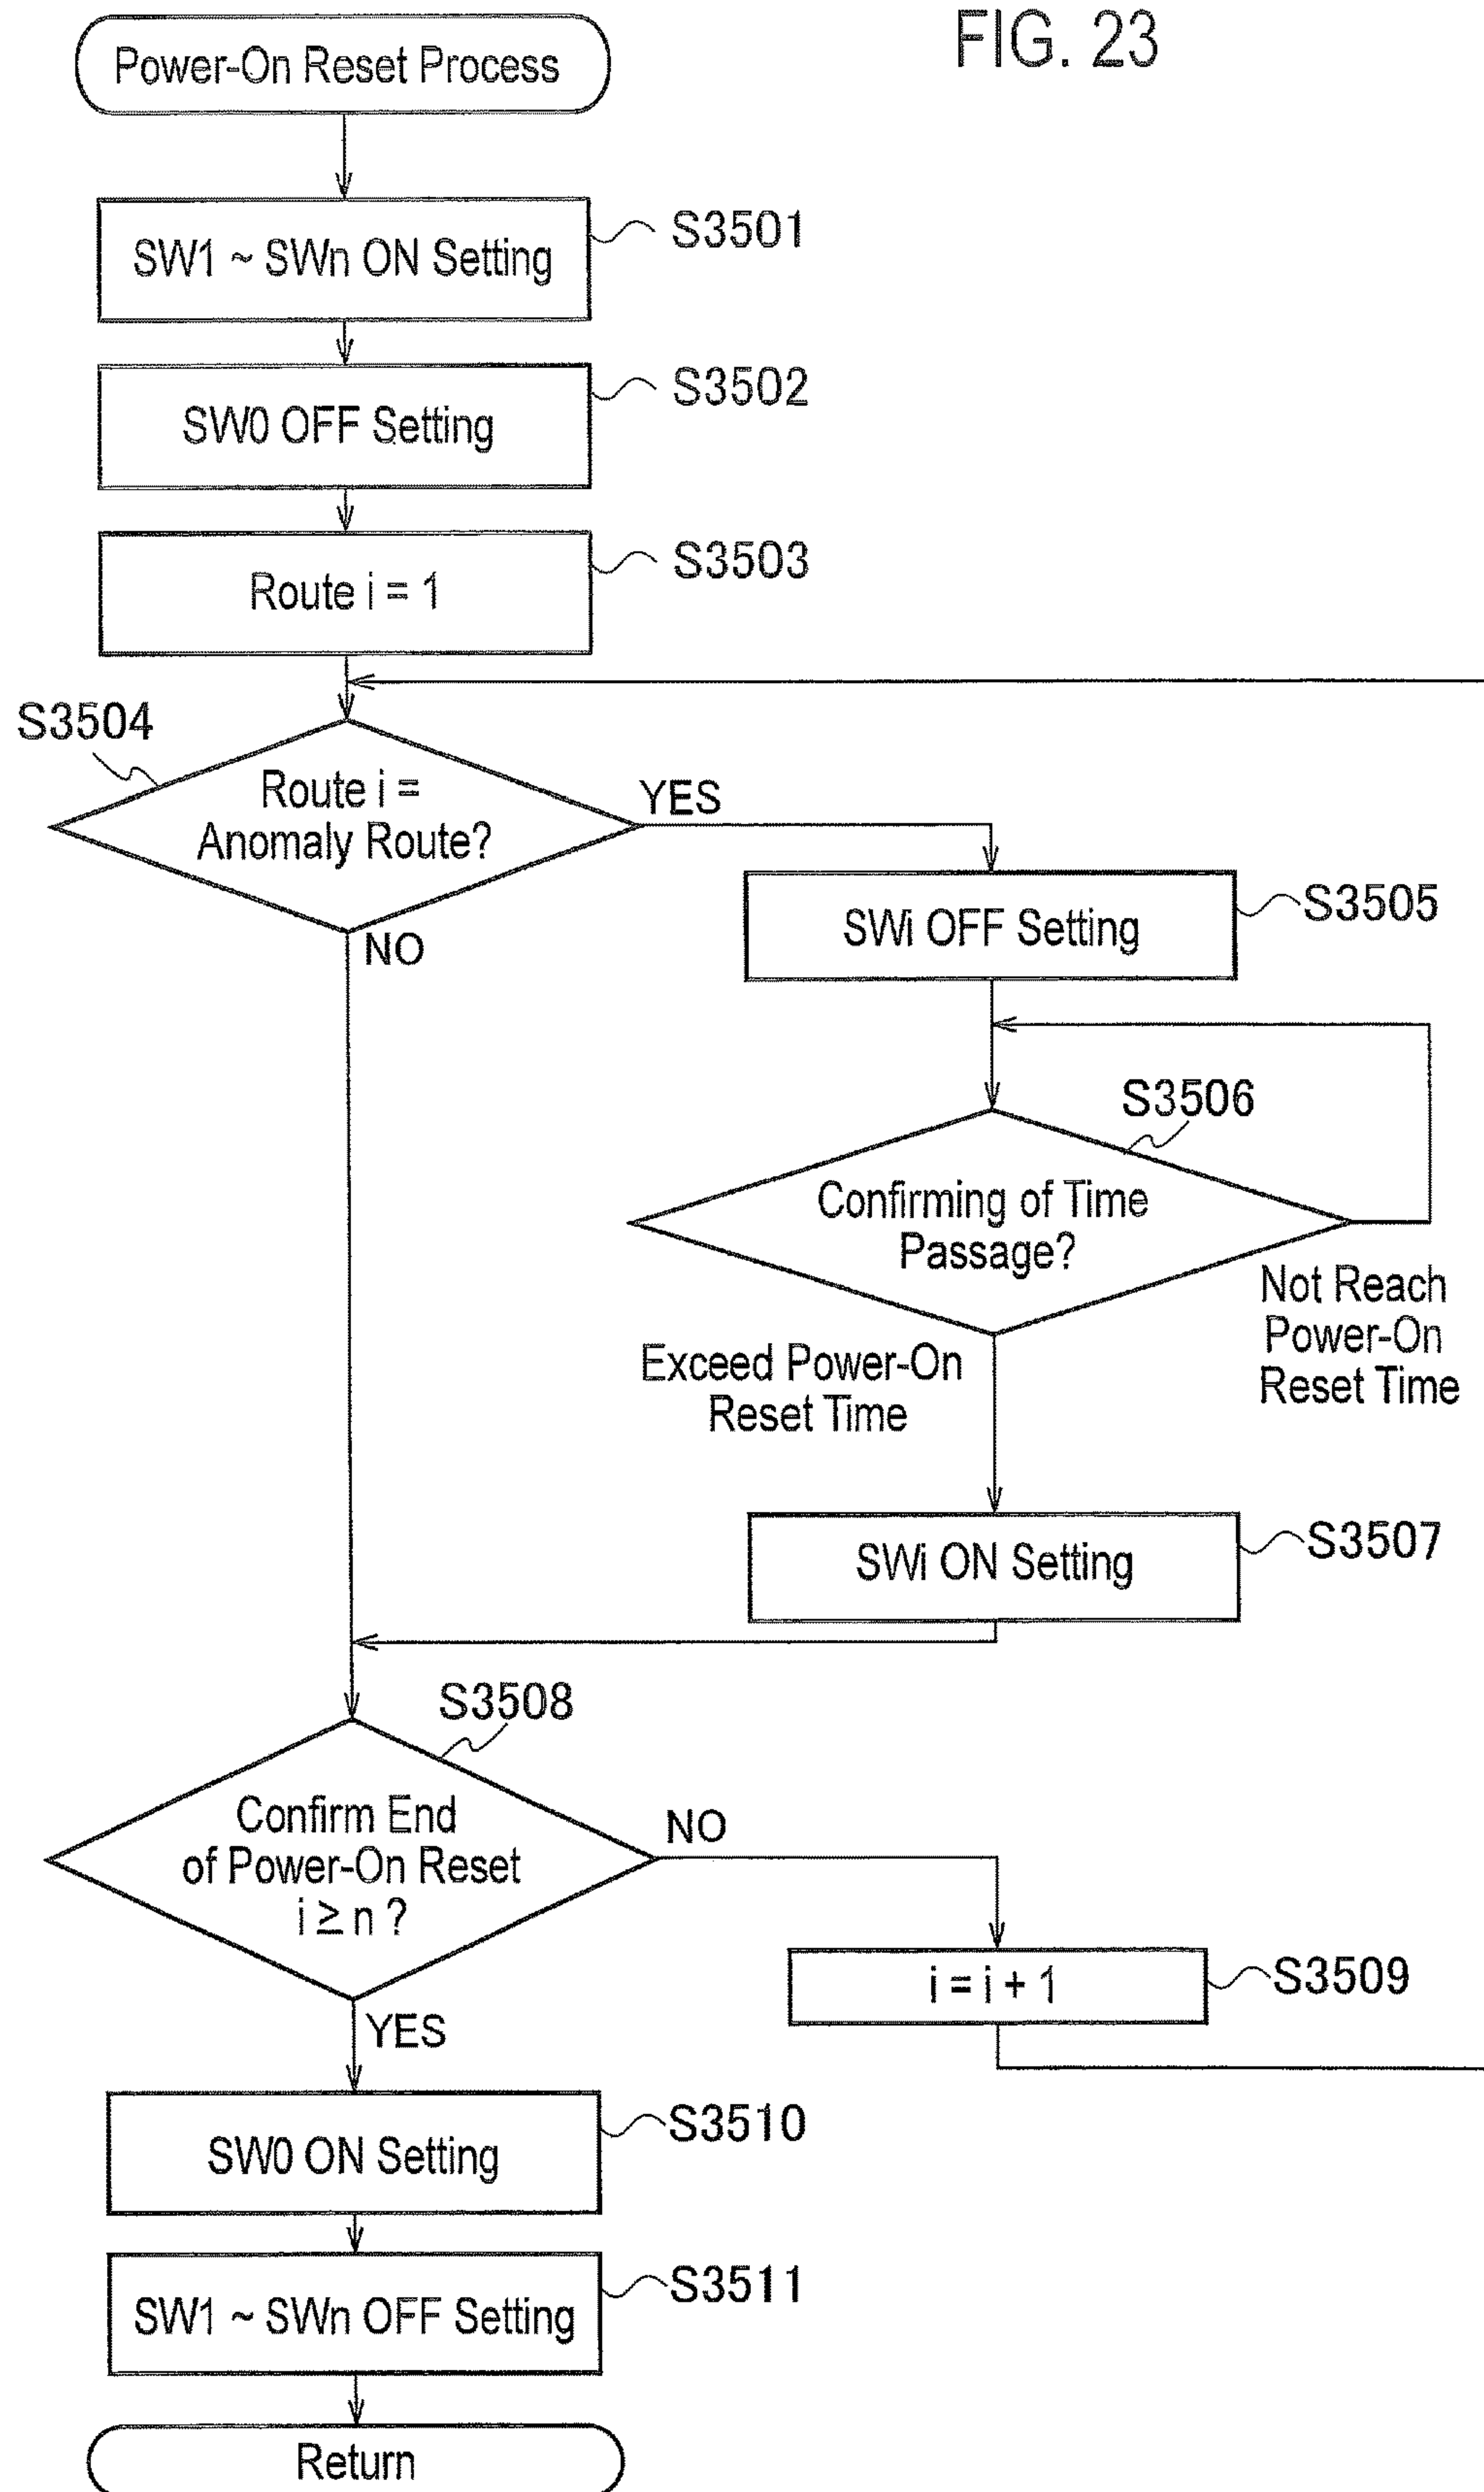 FIG. 23
Power-On Reset Process
SW1 ~ SWn ON Setting
S3501
SW0 OFF Setting
S3502
Route i = 1
S3503
S3504
Route i =
Anomaly Route?
YES
NO
SWi OFF Setting
S3505
S3506
Confirming of Time
Passage?
Not Reach
Power-On
Reset Time
Exceed Power-On
Reset Time
SWi ON Setting
S3507
S3508
Confirm End
of Power-On Reset
i ≥ n ?
NO
YES
i = i + 1
S3509
SW0 ON Setting
S3510
SW1 ~ SWn OFF Setting
S3511
Return